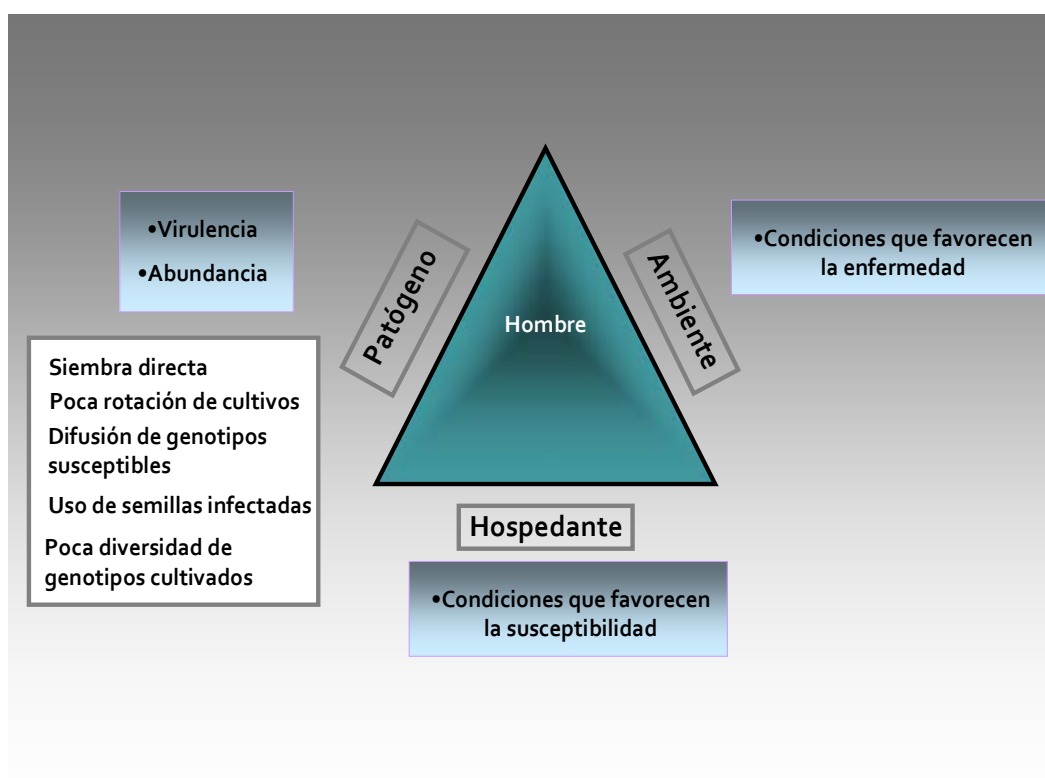 •Virulencia
•Abundancia
Patógeno
Hombre
Ambiente
•Condiciones que favorecen
la enfermedad
Siembra directa
Poca rotación de cultivos
Difusión de genotipos
susceptibles
Uso de semillas infectadas
Poca diversidad de
genotipos cultivados
Hospedante
•Condiciones que favorecen
la susceptibilidad